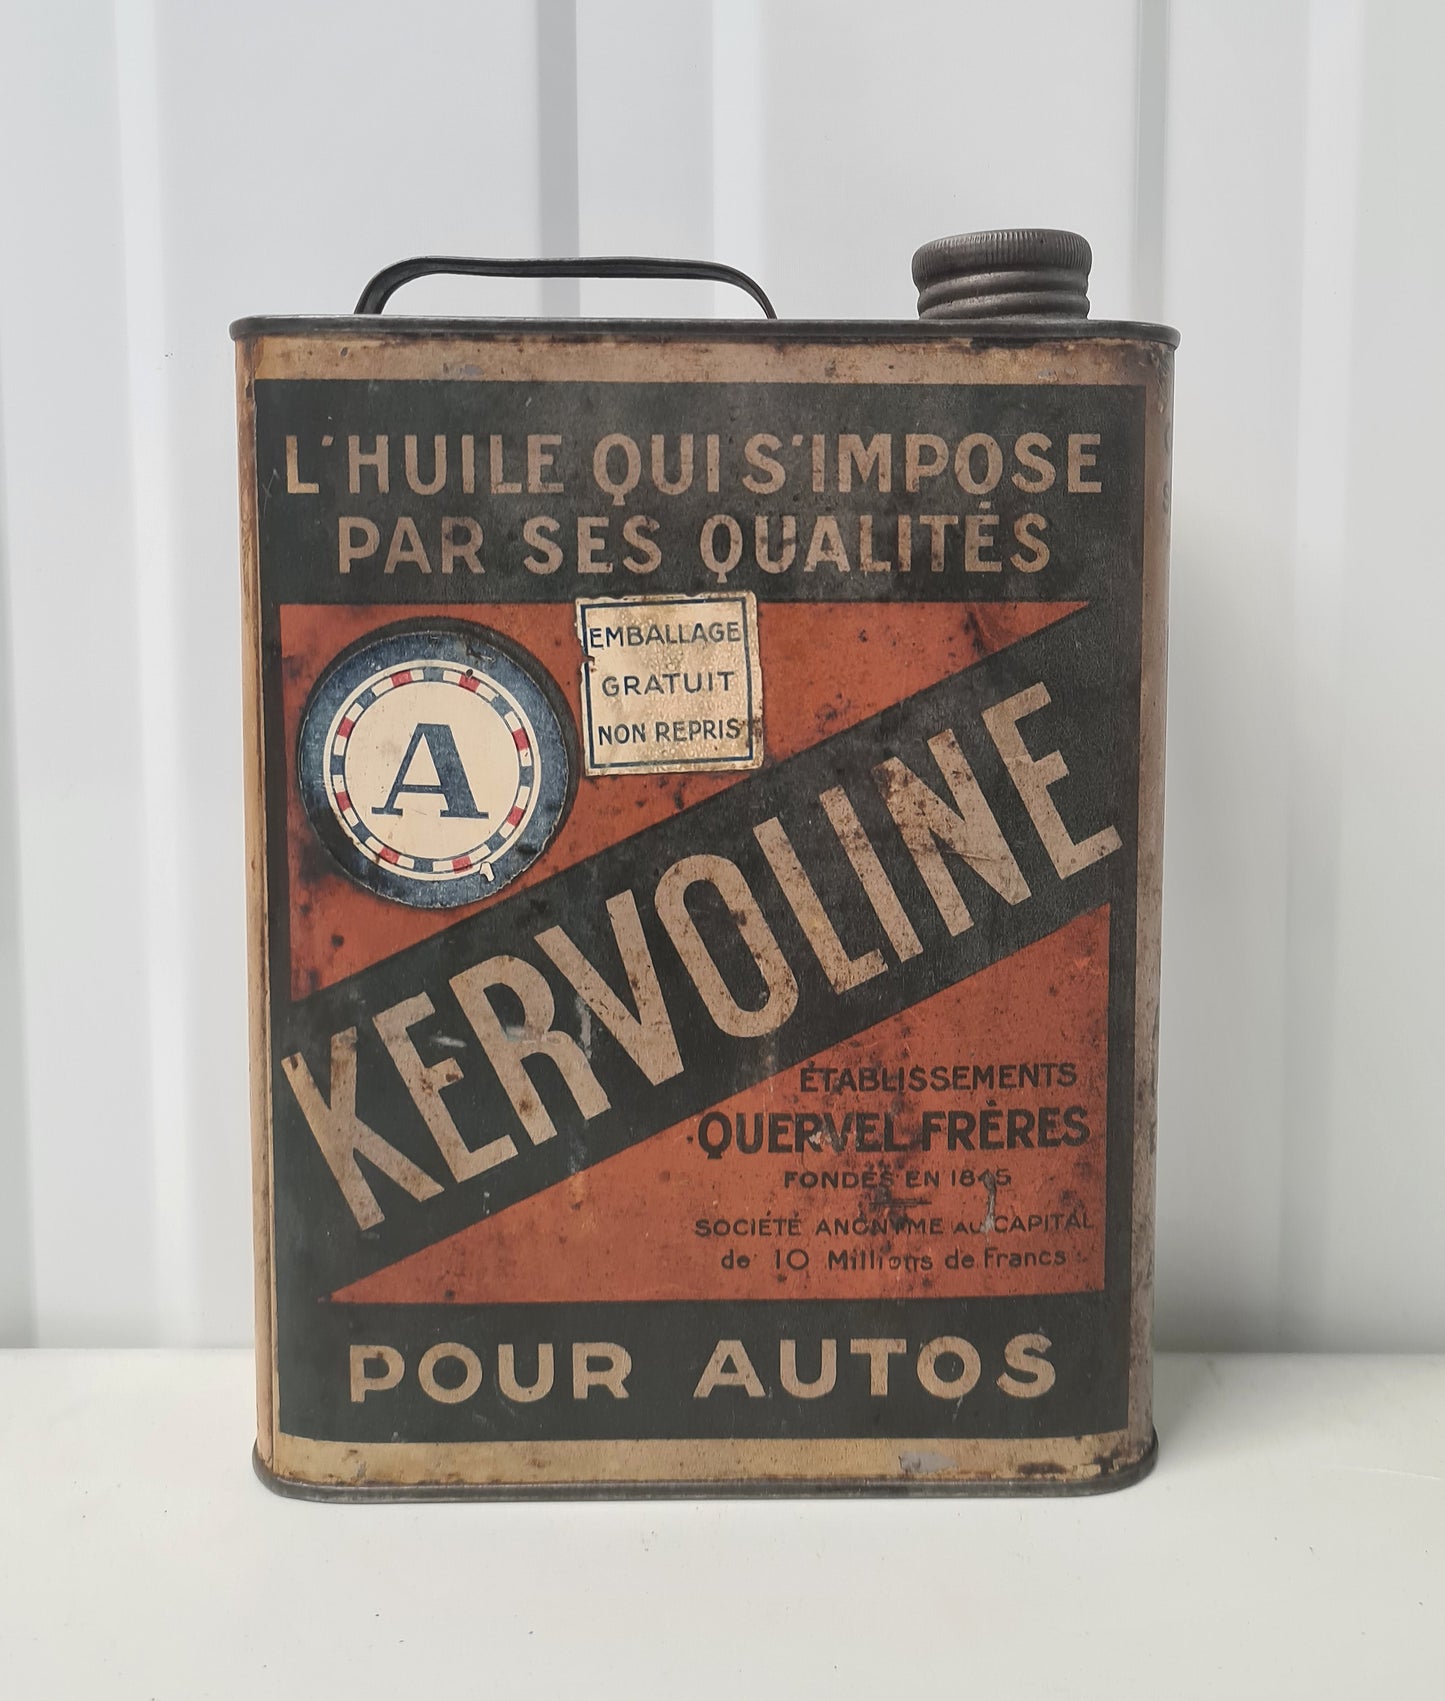 L'HUILE QUI S'IMPOSE
PAR SES QUALITÉS
EMBALLAGE
GRATUIT
NON REPRIS
A
KERVOLINE
ÉTABLISSEMENTS
QUERVEL FRÈRES
FONDÉS EN
SOCIÉTÉ ANONYME AU CAPITAL
de 10 Millions de Francs
POUR AUTOS